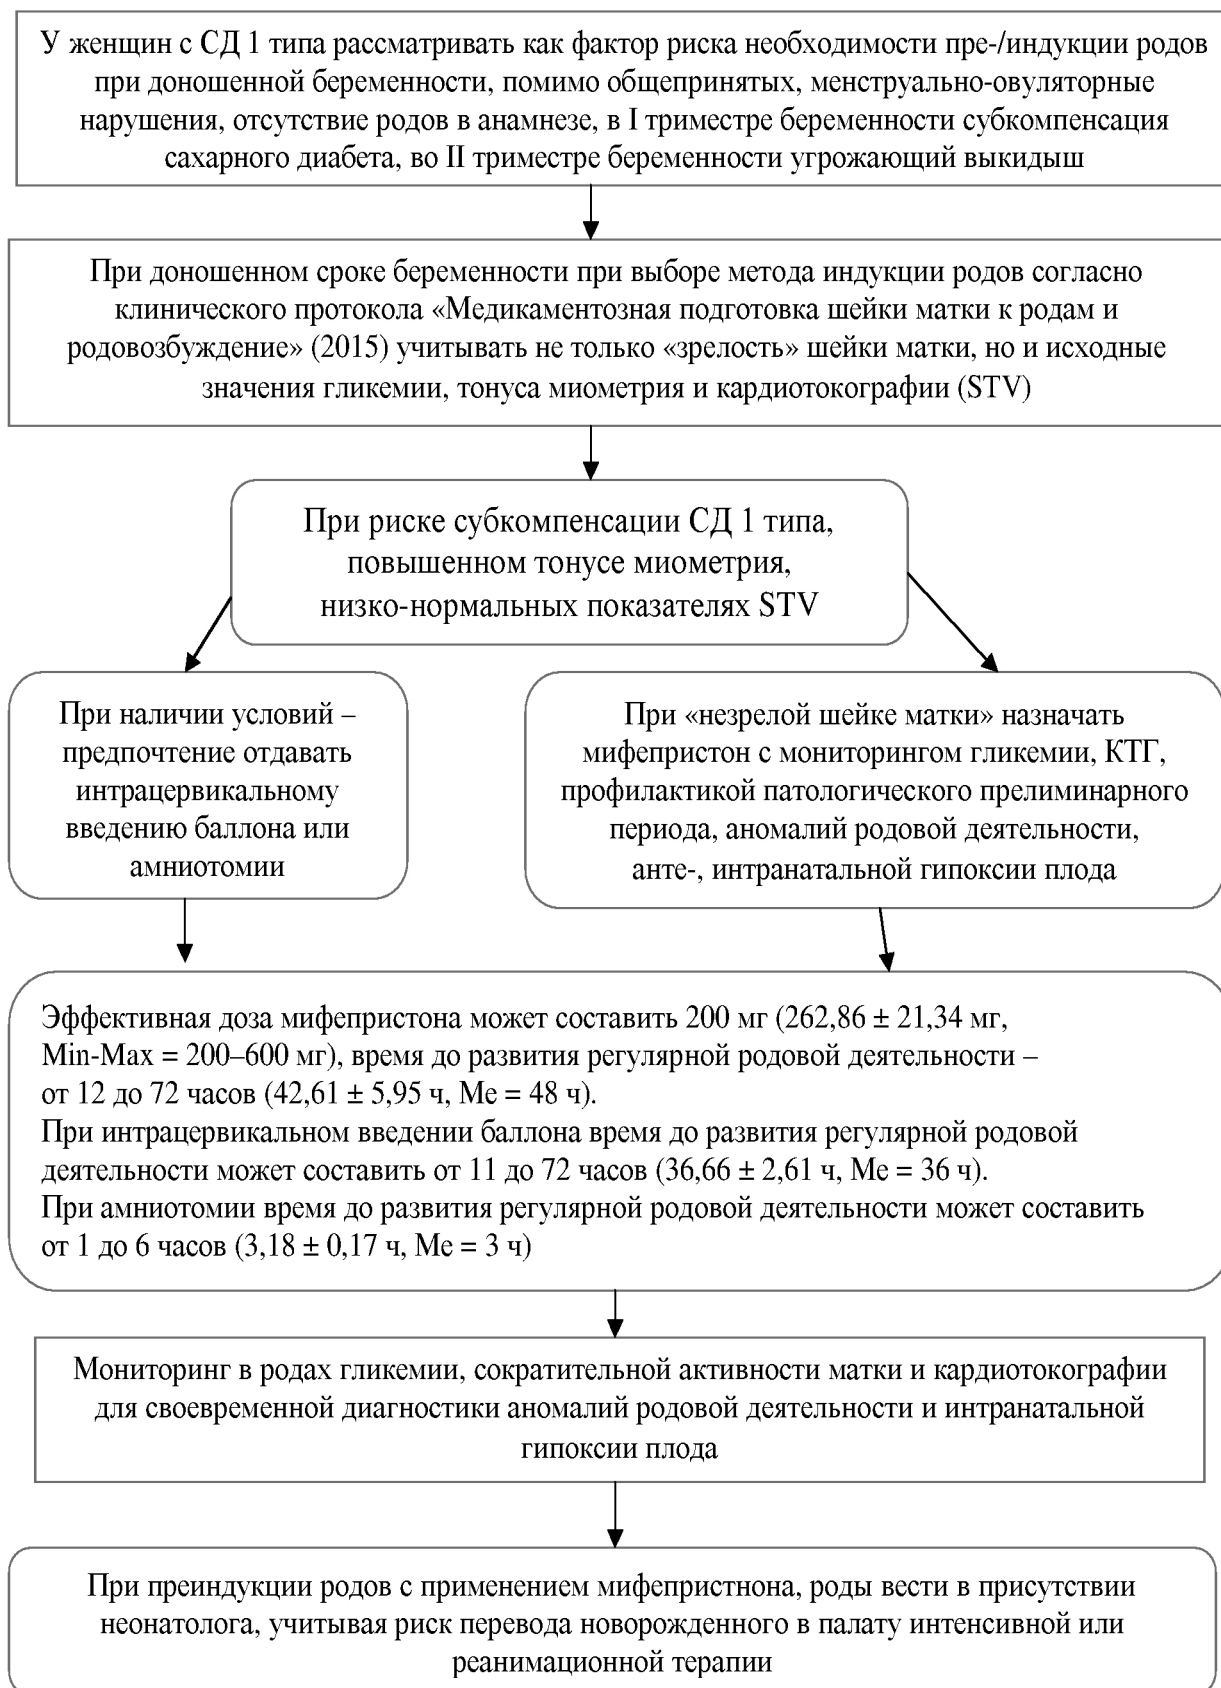 У женщин с СД 1 типа рассматривать как фактор риска необходимости пре-/индукции родов
при доношенной беременности, помимо общепринятых, менструально-овуляторные
нарушения, отсутствие родов в анамнезе, в I триместре беременности субкомпенсация
сахарного диабета, во II триместре беременности угрожающий выкидыш
При доношенном сроке беременности при выборе метода индукции родов согласно
клинического протокола «Медикаментозная подготовка шейки матки к родам и
родовозбуждение» (2015) учитывать не только «зрелость» шейки матки, но и исходные
значения гликемии, тонуса миометрия и кардиотокографии (STV)
При риске субкомпенсации СД 1 типа,
повышенном тонусе миометрия,
низко-нормальных показателях STV
При наличии условий –
предпочтение отдавать
интрацервикальному
введению баллона или
амниотомии
При «незрелой шейке матки» назначать
мифепристон с мониторингом гликемии, КТГ,
профилактикой патологического прелиминарного
периода, аномалий родовой деятельности,
анте-, интранатальной гипоксии плода
Эффективная доза мифепристона может составить 200 мг (262,86 ± 21,34 мг,
Min-Max = 200–600 мг), время до развития регулярной родовой деятельности –
от 12 до 72 часов (42,61 ± 5,95 ч, Me = 48 ч).
При интрацервикальном введении баллона время до развития регулярной родовой
деятельности может составить от 11 до 72 часов (36,66 ± 2,61 ч, Me = 36 ч).
При амниотомии время до развития регулярной родовой деятельности может составить
от 1 до 6 часов (3,18 ± 0,17 ч, Me = 3 ч)
Мониторинг в родах гликемии, сократительной активности матки и кардиотокографии
для своевременной диагностики аномалий родовой деятельности и интранатальной
гипоксии плода
При преиндукции родов с применением мифепристнона, роды вести в присутствии
неонатолога, учитывая риск перевода новорожденного в палату интенсивной или
реанимационной терапии